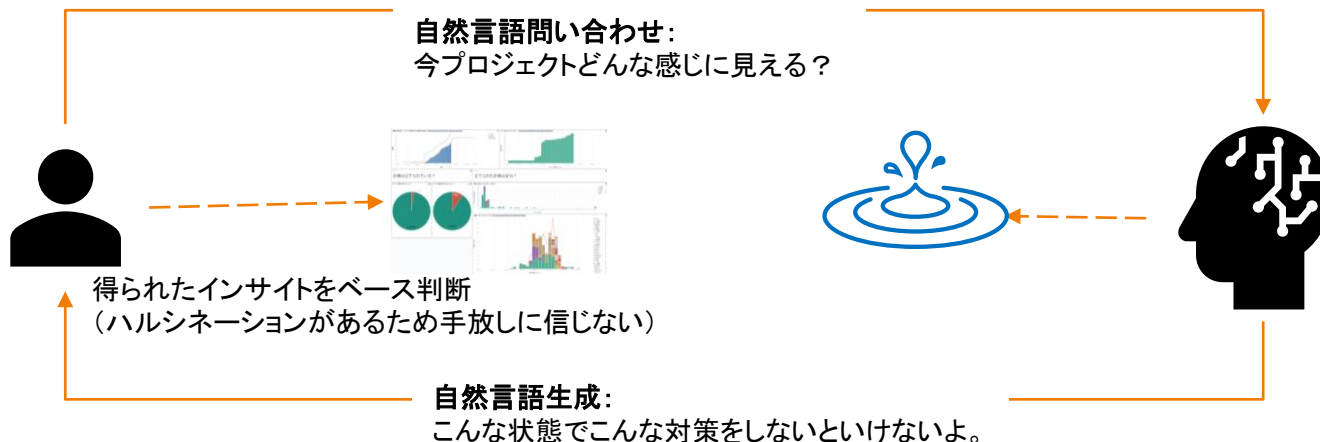 自然言語問い合わせ：
今プロジェクトどんな感じに見える？
得られたインサイトをベース判断
（ハルシネーションがあるため手放しに信じない）
自然言語生成：
こんな状態でこんな対策をしないといけないよ。